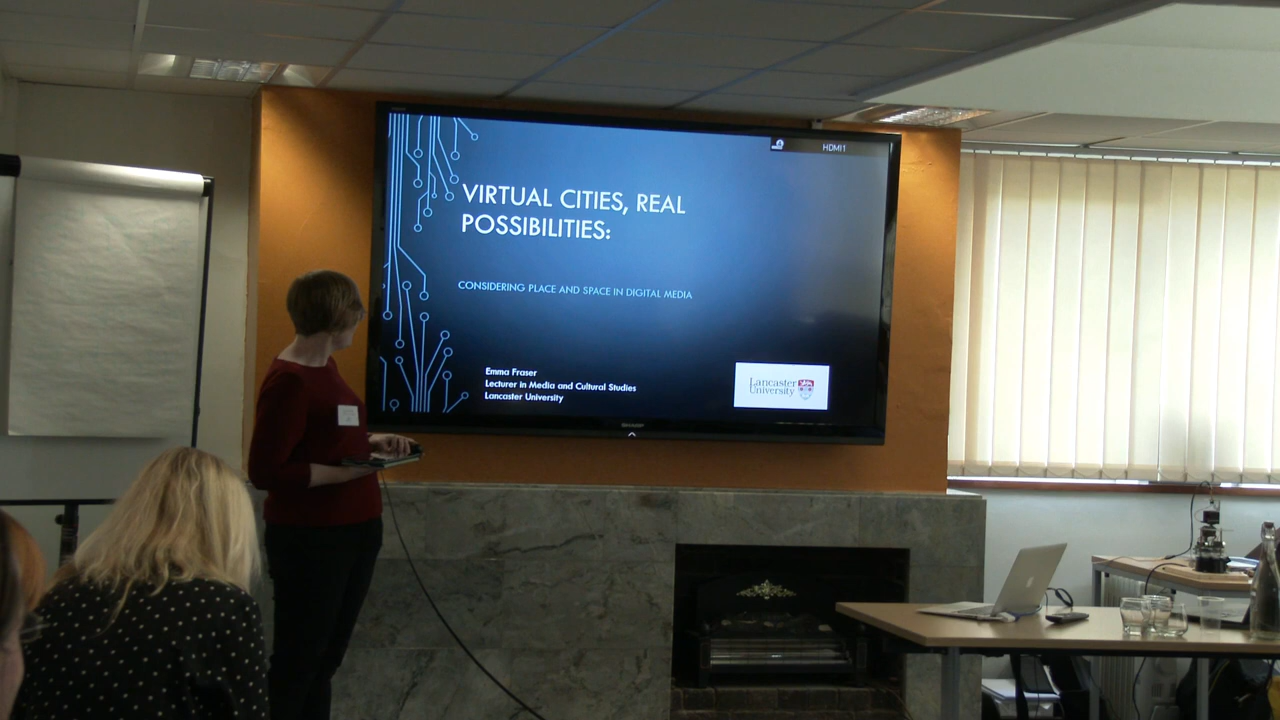 HDMI1
VIRTUAL CITIES, REAL
POSSIBILITIES:
CONSIDERING PLACE AND SPACE IN DIGITAL MEDIA
Emma Fraser
Lecturer in Media and Cultural Studies
Lancaster University
Lancaster
University
SHARP